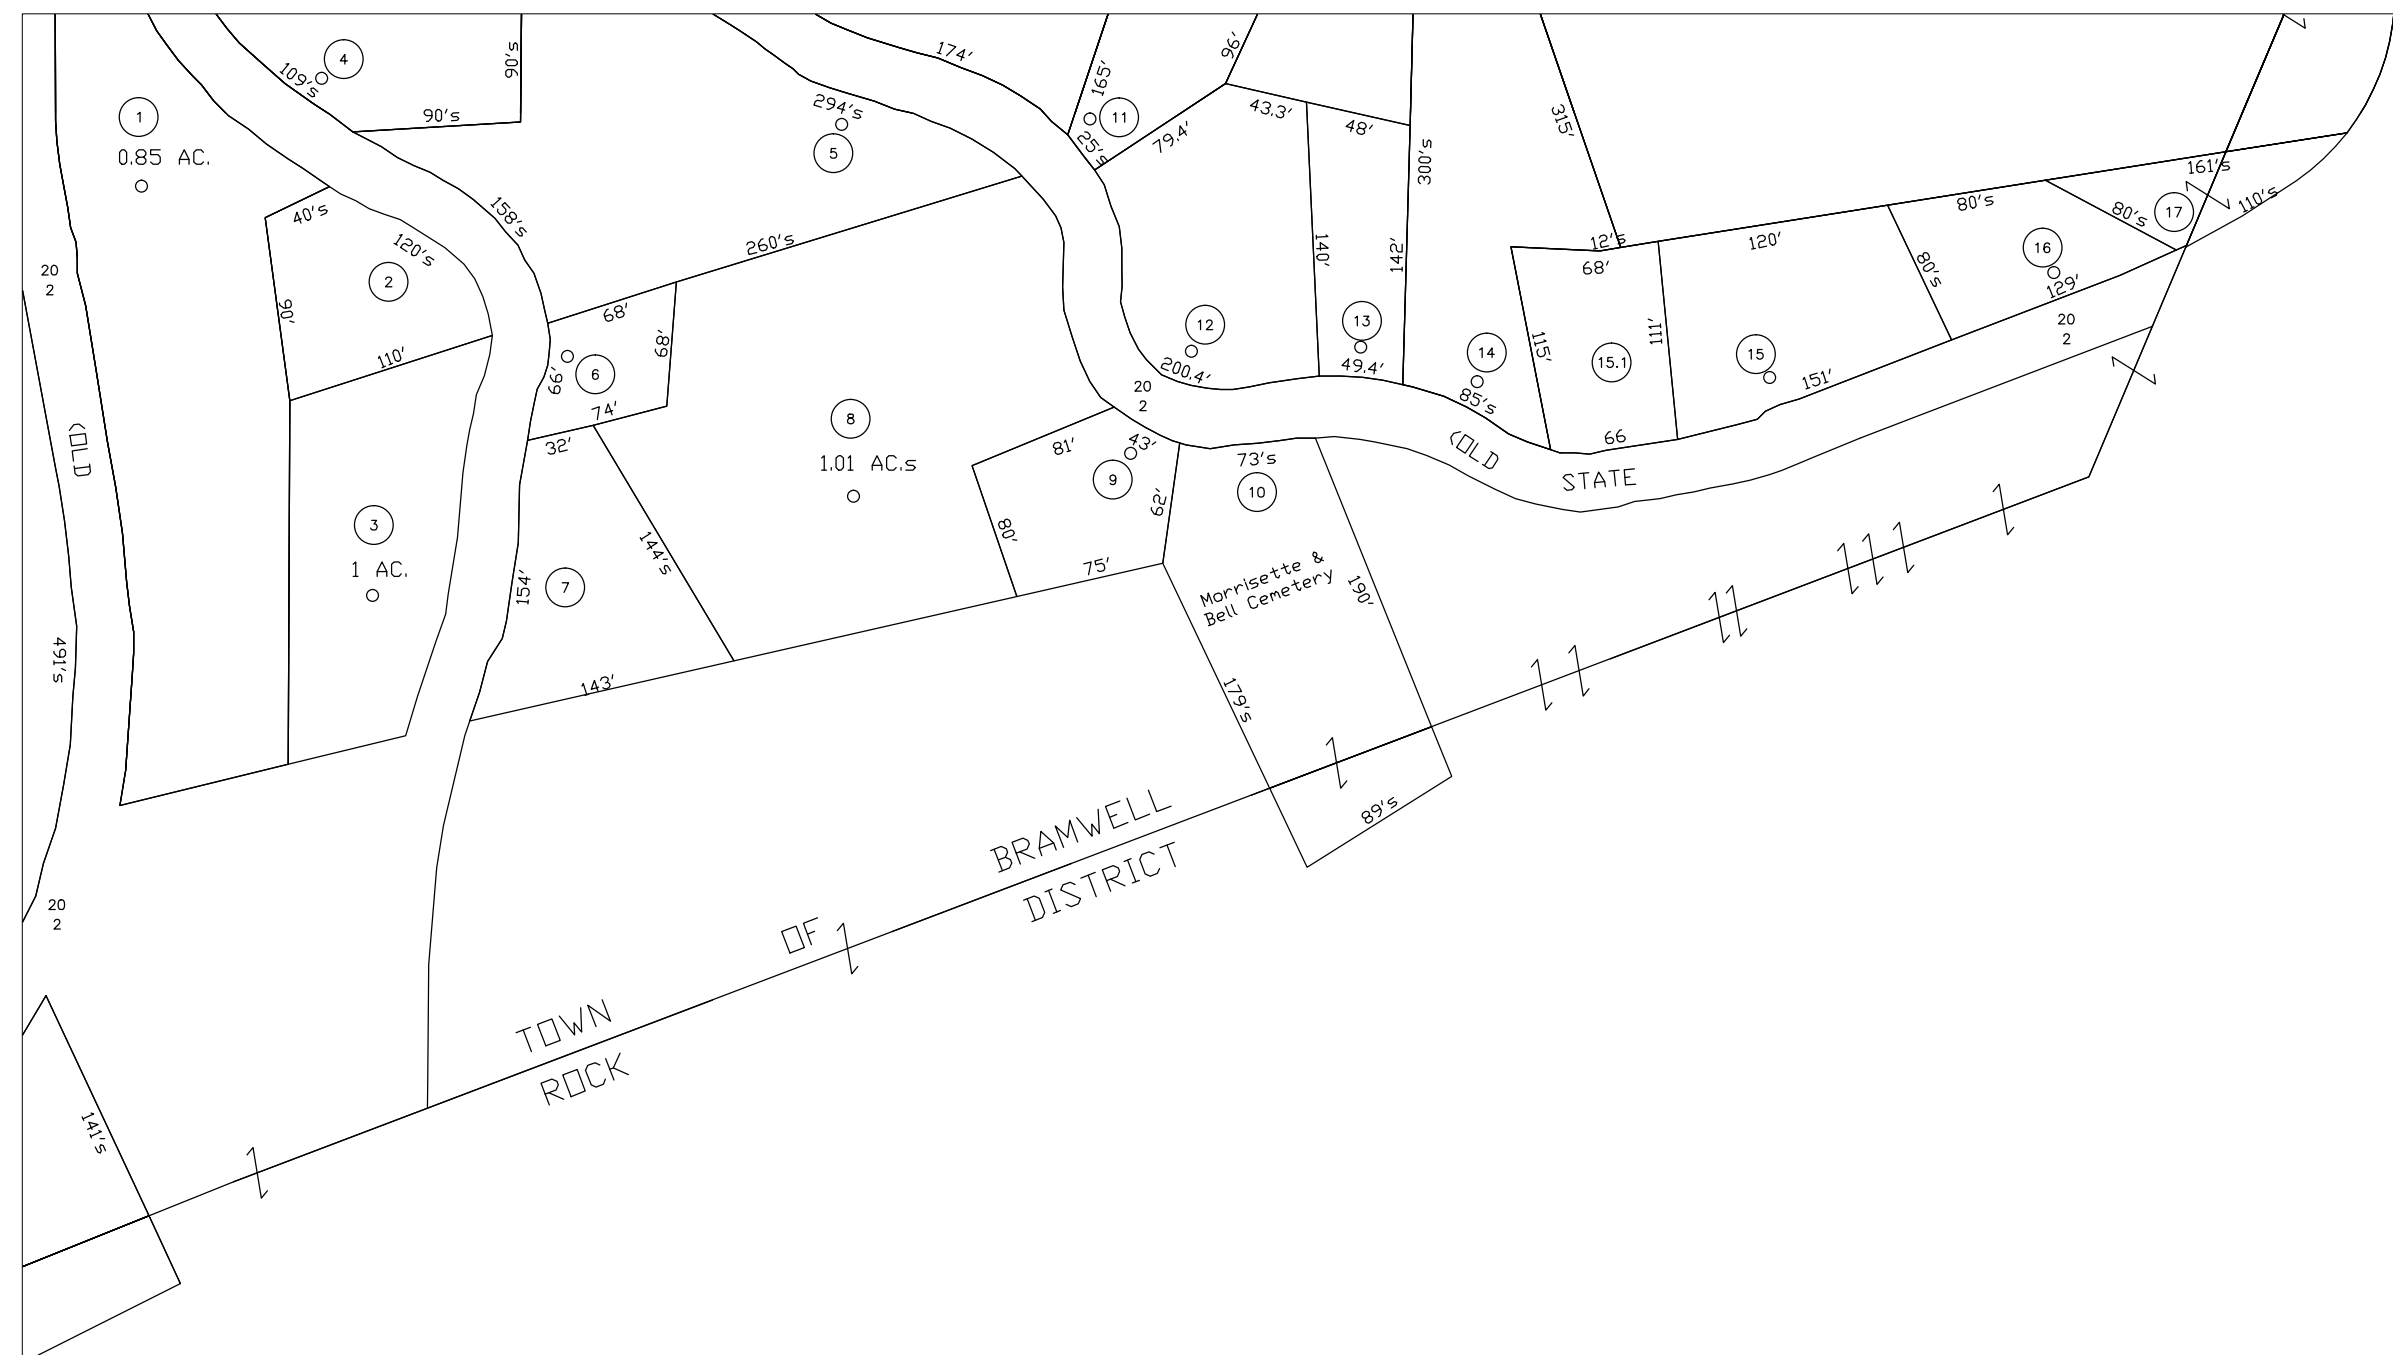 174'
4
90's
96'
165'
109's
294's
11
43.3'
1
90's
48'
315'
25's
79.4'
5
300's
0.85 AC.
161's
110's
40's
158's
80's
80's
17
120's
260's
140'
142'
12's
120'
16
20
2
2
68'
80's
129'
90'
68'
12
13
20
2
68'
14
115'
111'
15
110'
66'
6
200.4'
49.4'
15.1
151'
20
2
85's
74'
8
(OLD
32'
81'
43'
66
(OLD
1.01 AC.s
9
73's
STATE
10
62'
3
80'
144's
1 AC.
75'
Morrisette &
Bell Cemetery
154'
7
190'
491's
143'
179's
89's
BRAMWELL
DISTRICT
20
2
OF
TOWN
ROCK
141's